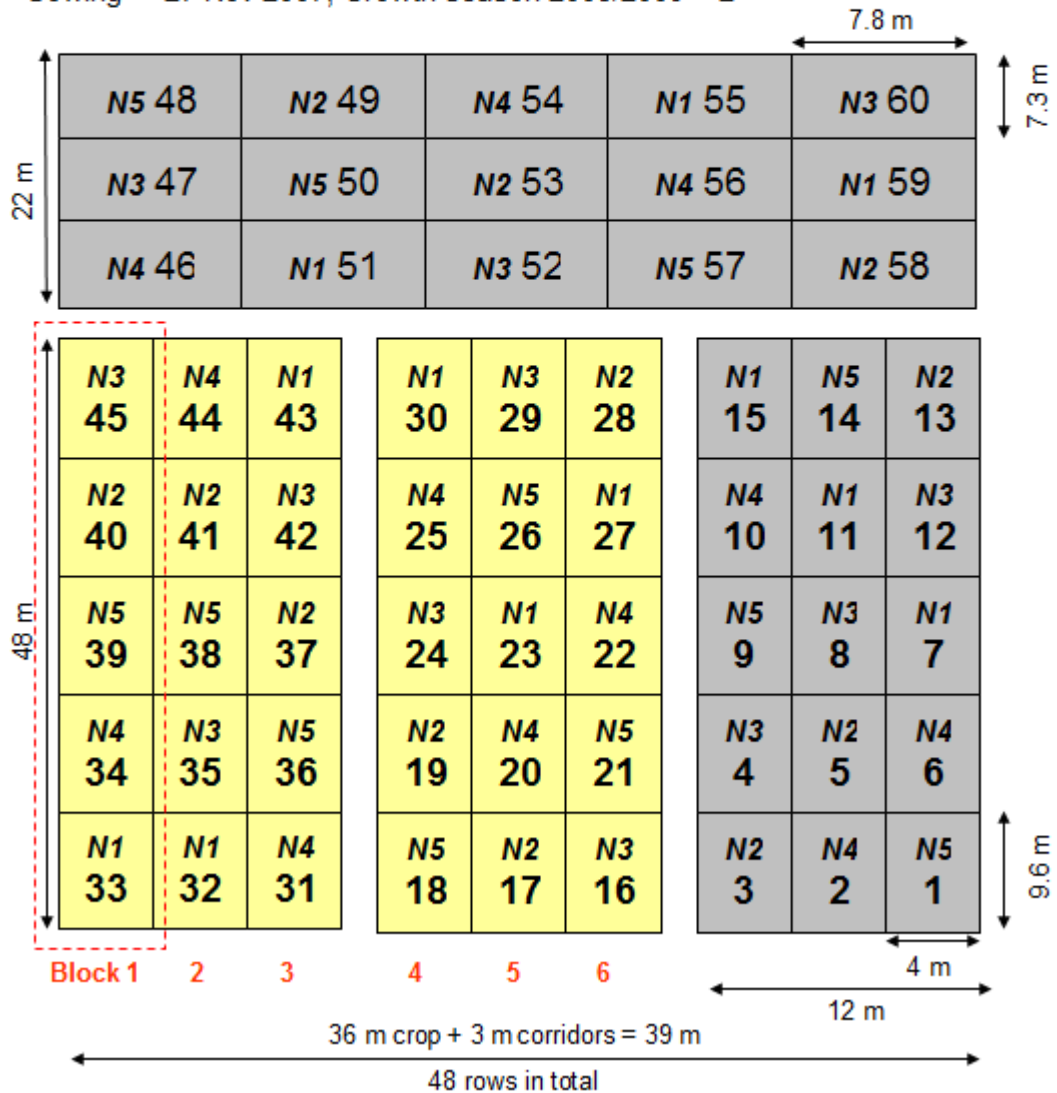 7.8 m
N5 48 N2 49 N4 54 N1 55 N3 60
7.3 m
22 m
N3 47 N5 50 N2 53 N4 56 N1 59
N4 46 N1 51 N3 52 N5 57 N2 58
N3 N4 N1 N1 N3 N2 N1 N5 N2
45 44 43 30 29 28 15 14 13
N2 N2 N3 N4 N5 N1 N4 N1 N3
40 41 42 25 26 27 10 11 12
48 m
N5 N5 N2 N3 N1 N4 N5 N3 N1
39 38 37 24 23 22 9 8 7
N4 N3 N5 N2 N4 N5 N3 N2 N4
34 35 36 19 20 21 4 5 6
N1 N1 N4 N5 N2 N3 N2 N4 N5
33 32 31 18 17 16 3 2 1
9.6 m
Block 1 2 3 4 5 6
4 m
12 m
36 m crop + 3 m corridors = 39 m
48 rows in total